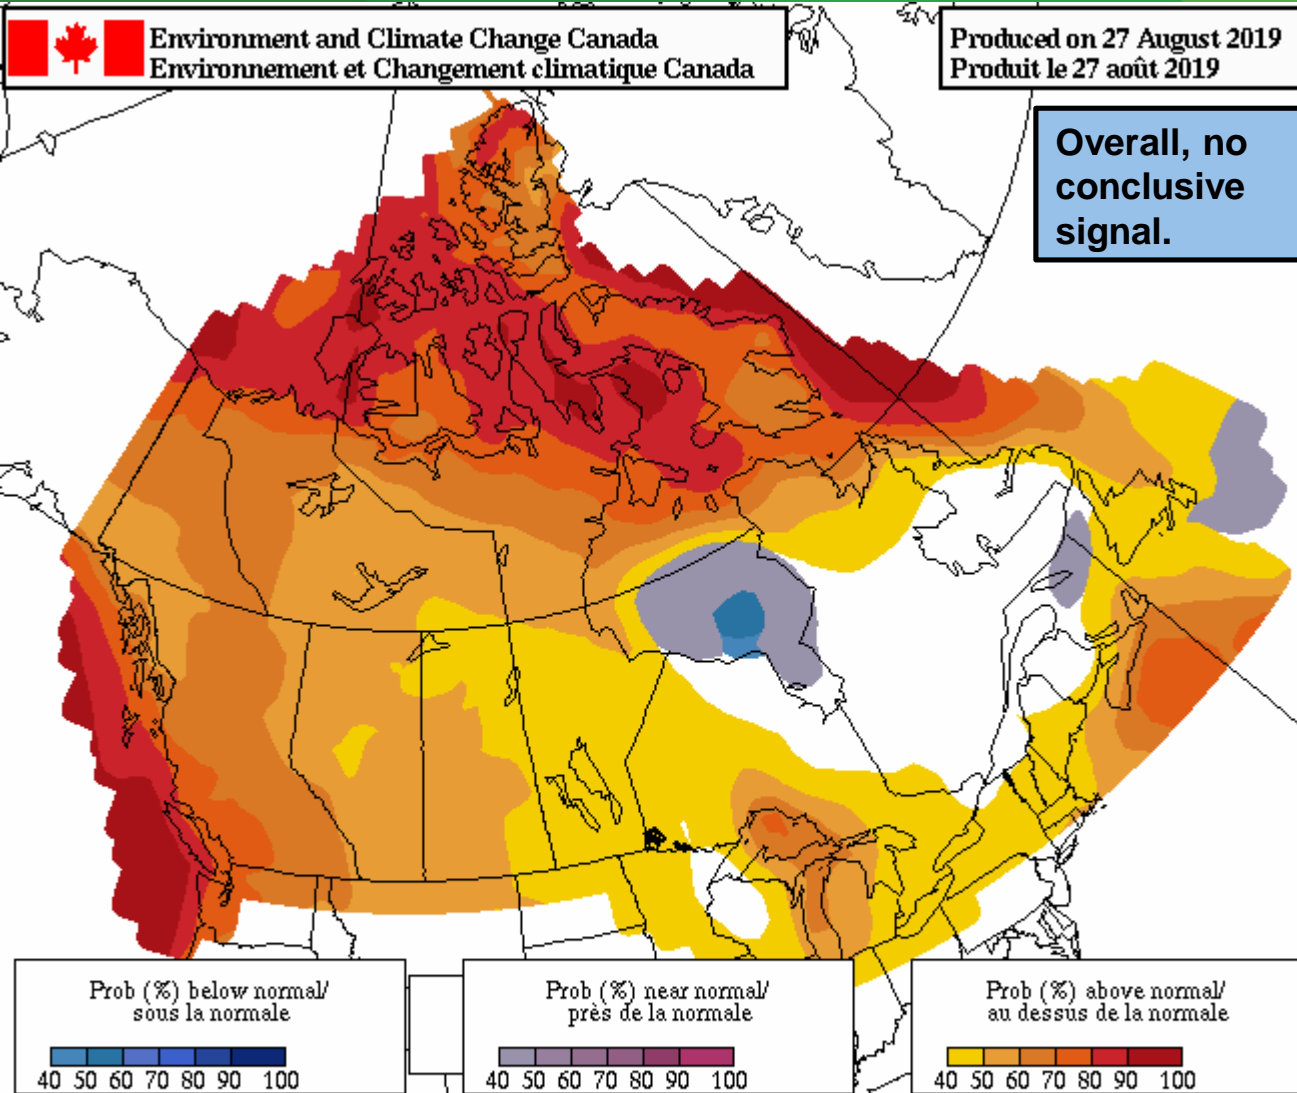 Environment and Climate Change Canada
Environnement et Changement climatique Canada
Produced on 27 August 2019
Produit le 27 août 2019
Overall, no
conclusive
signal.
Prob (%) below normal/
sous la normale
40 50 60 70 80 90 100
Prob (%) near normal/
près de la normale
40 50 60 70 80 90 100
Prob (%) above normal/
au dessus de la normale
40 50 60 70 80 90 100